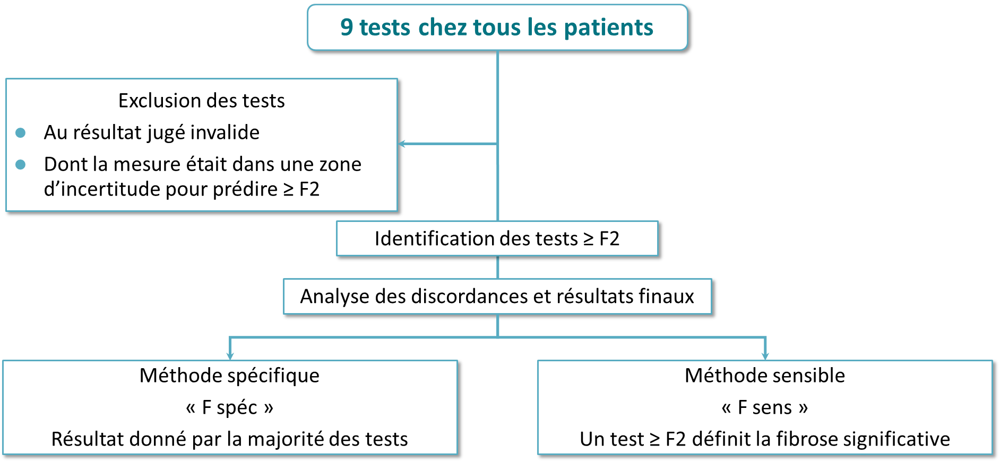 9 tests chez tous les patients
Exclusion des tests
● Au résultat jugé invalide
● Dont la mesure était dans une zone
d’incertitude pour prédire ≥ F2
Identification des tests ≥ F2
Analyse des discordances et résultats finaux
Méthode spécifique
« F spéc »
Résultat donné par la majorité des tests
Méthode sensible
« F sens »
Un test ≥ F2 définit la fibrose significative